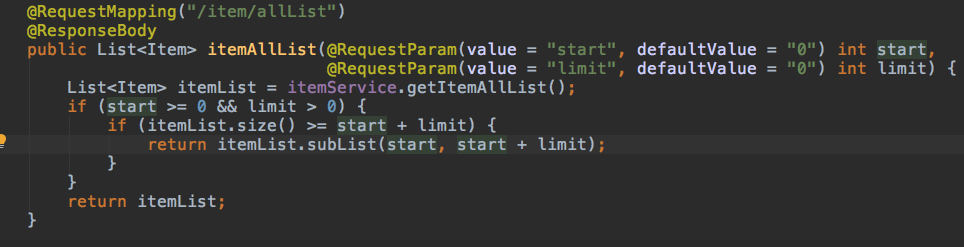 @RequestMapping("/item/allList")
@ResponseBody
public List<Item> itemAllList(@RequestParam(value = "start", defaultValue = "0") int start,
                              @RequestParam(value = "limit", defaultValue = "0") int limit) {
    List<Item> itemList = itemService.getItemAllList();
    if (start >= 0 && limit > 0) {
        if (itemList.size() >= start + limit) {
            return itemList.subList(start, start + limit);
        }
    }
    return itemList;
}